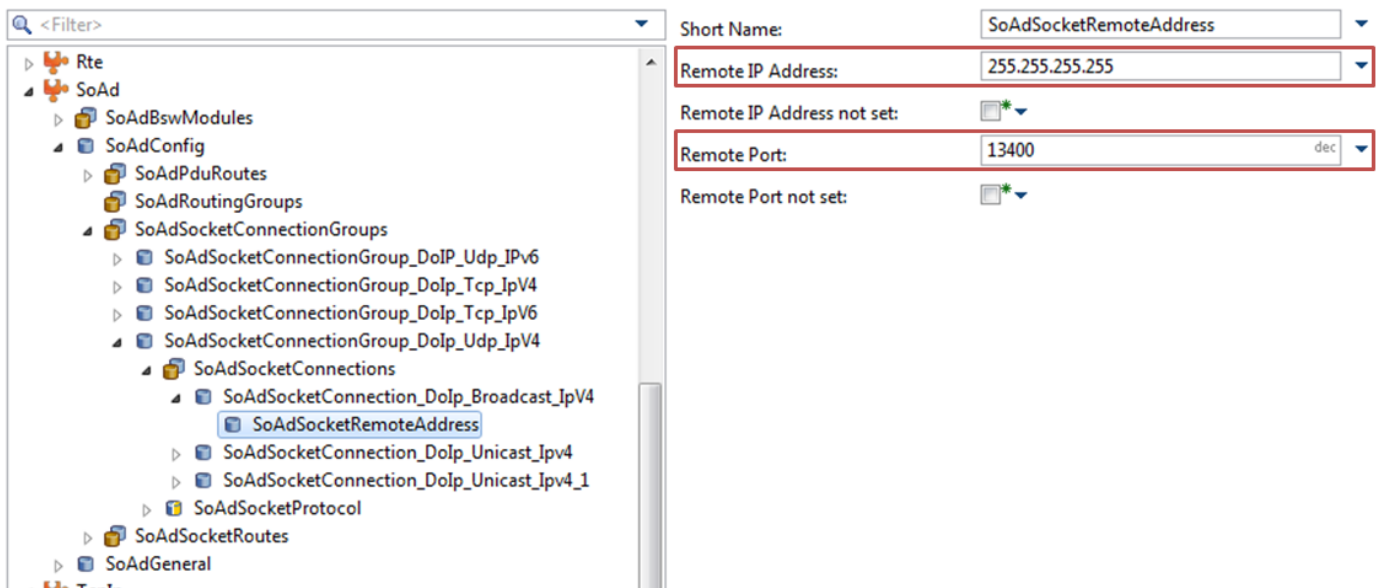 <Filter>
Rte
SoAd
SoAdBswModules
SoAdConfig
SoAdPduRoutes
SoAdRoutingGroups
SoAdSocketConnectionGroups
SoAdSocketConnectionGroup_DoIP_Udp_IPv6
SoAdSocketConnectionGroup_DoIp_Tcp_IpV4
SoAdSocketConnectionGroup_DoIp_Tcp_IpV6
SoAdSocketConnectionGroup_DoIp_Udp_IpV4
SoAdSocketConnections
SoAdSocketConnection_DoIp_Broadcast_IpV4
SoAdSocketRemoteAddress
SoAdSocketConnection_DoIp_Unicast_Ipv4
SoAdSocketConnection_DoIp_Unicast_Ipv4_1
SoAdSocketProtocol
SoAdSocketRoutes
SoAdGeneral
Short Name: SoAdSocketRemoteAddress
Remote IP Address: 255.255.255.255
Remote IP Address not set:
Remote Port: 13400 dec
Remote Port not set: